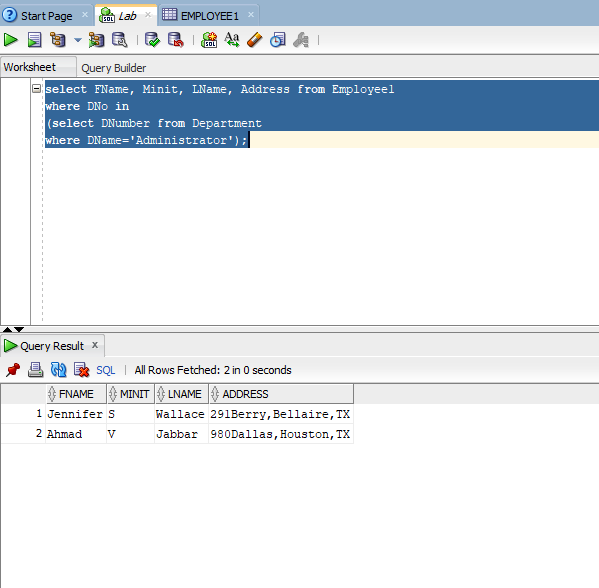 Start Page × Lab × EMPLOYEE1 ×
Worksheet Query Builder
select FName, Minit, LName, Address from Employee1
where DNo in
(select DNumber from Department
where DName='Administrator');
Query Result ×
SQL | All Rows Fetched: 2 in 0 seconds
FNAME MINIT LNAME ADDRESS
1 Jennifer S Wallace 291Berry,Bellaire,TX
2 Ahmad V Jabbar 980Dallas,Houston,TX